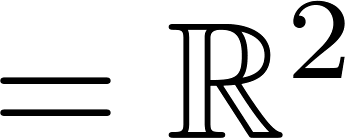 = ℝ²